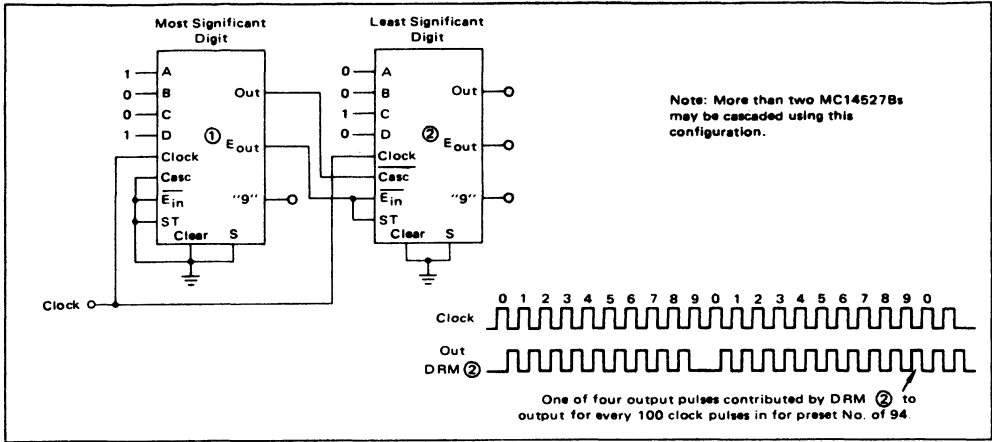 Most Significant
Digit
1 A
0 B
0 C
1 D
Clock
Casc
Ein
ST
Clear S
Out
①
Eout
"9"
Least Significant
Digit
0 A
0 B
1 C
0 D
Clock
Casc
Ein
ST
Clear S
Out
②
Eout
"9"
Note: More than two MC14527Bs
may be cascaded using this
configuration.
Clock
0 1 2 3 4 5 6 7 8 9 0 1 2 3 4 5 6 7 8 9 0
Clock
Out
DRM ②
One of four output pulses contributed by DRM ② to
output for every 100 clock pulses in for preset No. of 94.